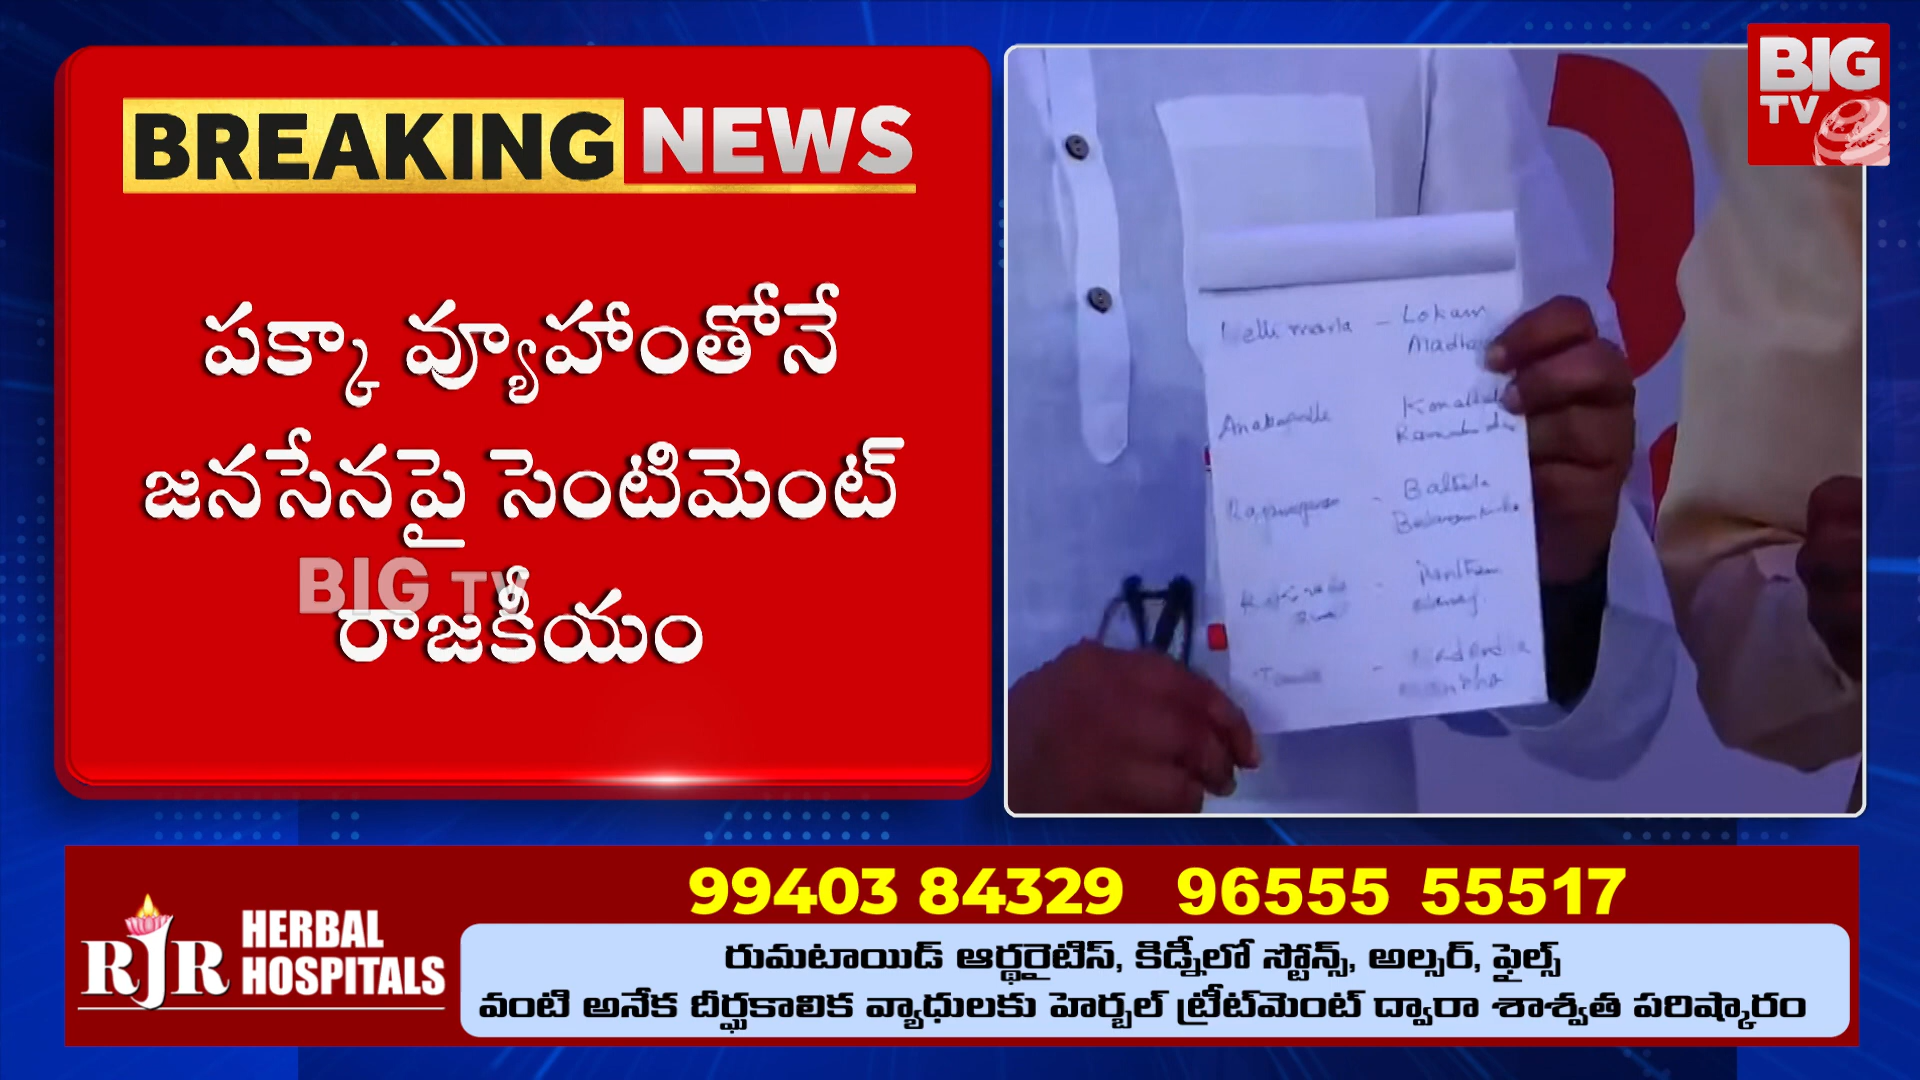 BREAKING NEWS
BIG
TV
పక్కా వ్యూహంతోనే
జనసేనపై సెంటిమెంట్
రాజకీయం
BIG TV
Lokam
Anakapalle
Rajanagaram
99403 84329 96555 55517
RJR HERBAL
HOSPITALS
రుమటాయిడ్ ఆర్థరైటిస్, కిడ్నీలో స్టోన్స్, అల్సర్, ఫైల్స్
వంటి అనేక దీర్ఘకాలిక వ్యాధులకు హెర్బల్ ట్రీట్‌మెంట్ ద్వారా శాశ్వత పరిష్కారం